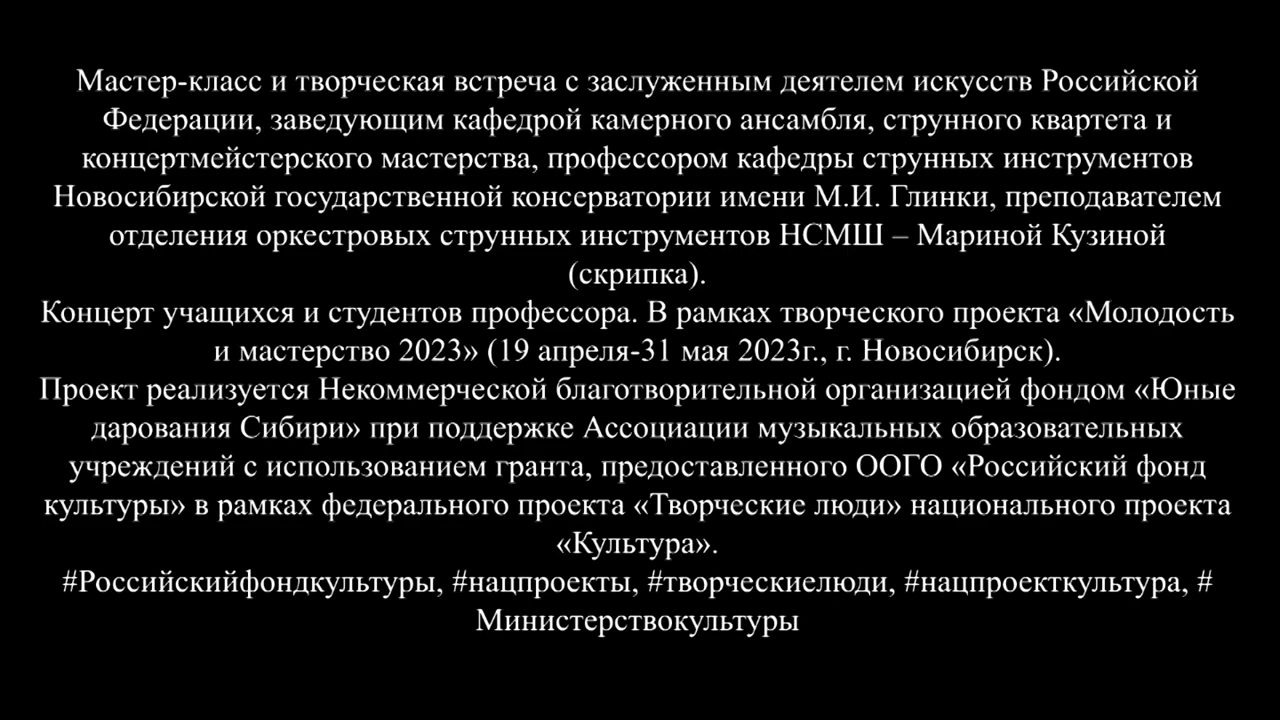 Мастер-класс и творческая встреча с заслуженным деятелем искусств Российской
Федерации, заведующим кафедрой камерного ансамбля, струнного квартета и
концертмейстерского мастерства, профессором кафедры струнных инструментов
Новосибирской государственной консерватории имени М.И. Глинки, преподавателем
отделения оркестровых струнных инструментов НСМШ – Мариной Кузиной
(скрипка).
Концерт учащихся и студентов профессора. В рамках творческого проекта «Молодость
и мастерство 2023» (19 апреля-31 мая 2023г., г. Новосибирск).
Проект реализуется Некоммерческой благотворительной организацией фондом «Юные
дарования Сибири» при поддержке Ассоциации музыкальных образовательных
учреждений с использованием гранта, предоставленного ООГО «Российский фонд
культуры» в рамках федерального проекта «Творческие люди» национального проекта
«Культура».
#Российскийфондкультуры, #нацпроекты, #творческиелюди, #нацпроекткультура, #
Министерствокультуры